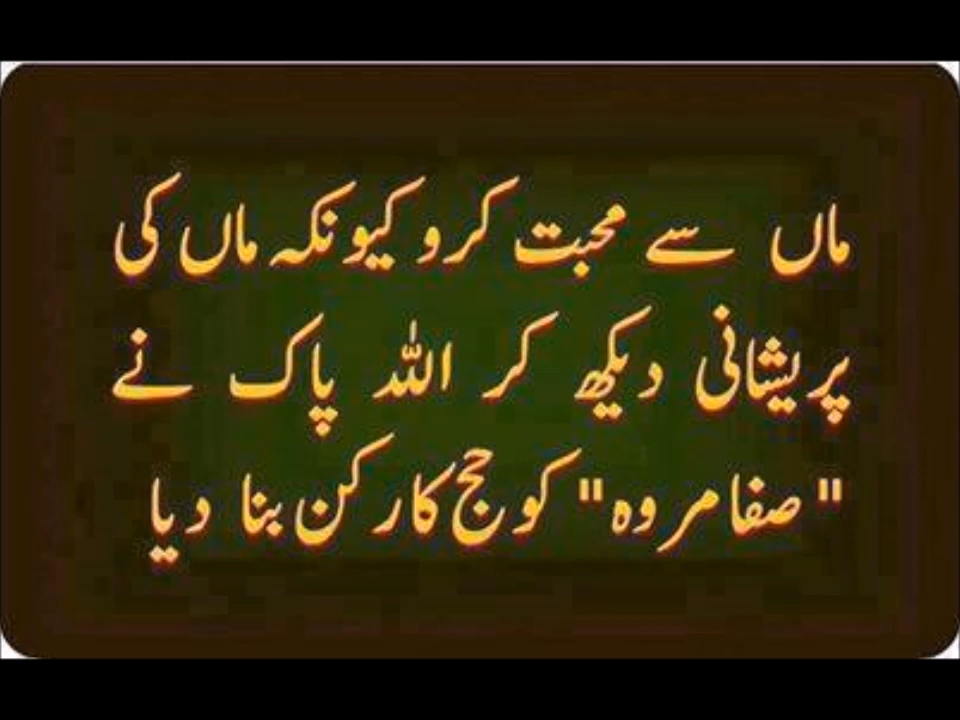 ماں سے محبت کرو کیونکہ ماں کی
پریشانی دیکھ کر اللہ پاک نے
"صفا مروہ" کو حج کا رکن بنا دیا